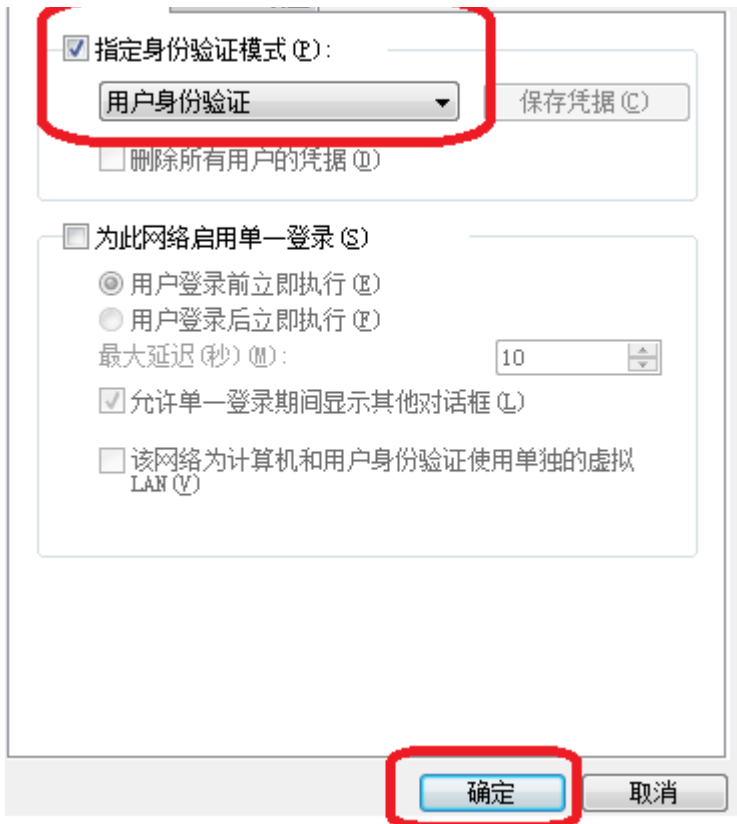 指定身份验证模式(P):
用户身份验证
保存凭据(C)
删除所有用户的凭据(D)
为此网络启用单一登录(S)
用户登录前立即执行(E)
用户登录后立即执行(F)
最大延迟(秒)(M):
10
允许单一登录期间显示其他对话框(L)
该网络为计算机和用户身份验证使用单独的虚拟
LAN(V)
确定
取消